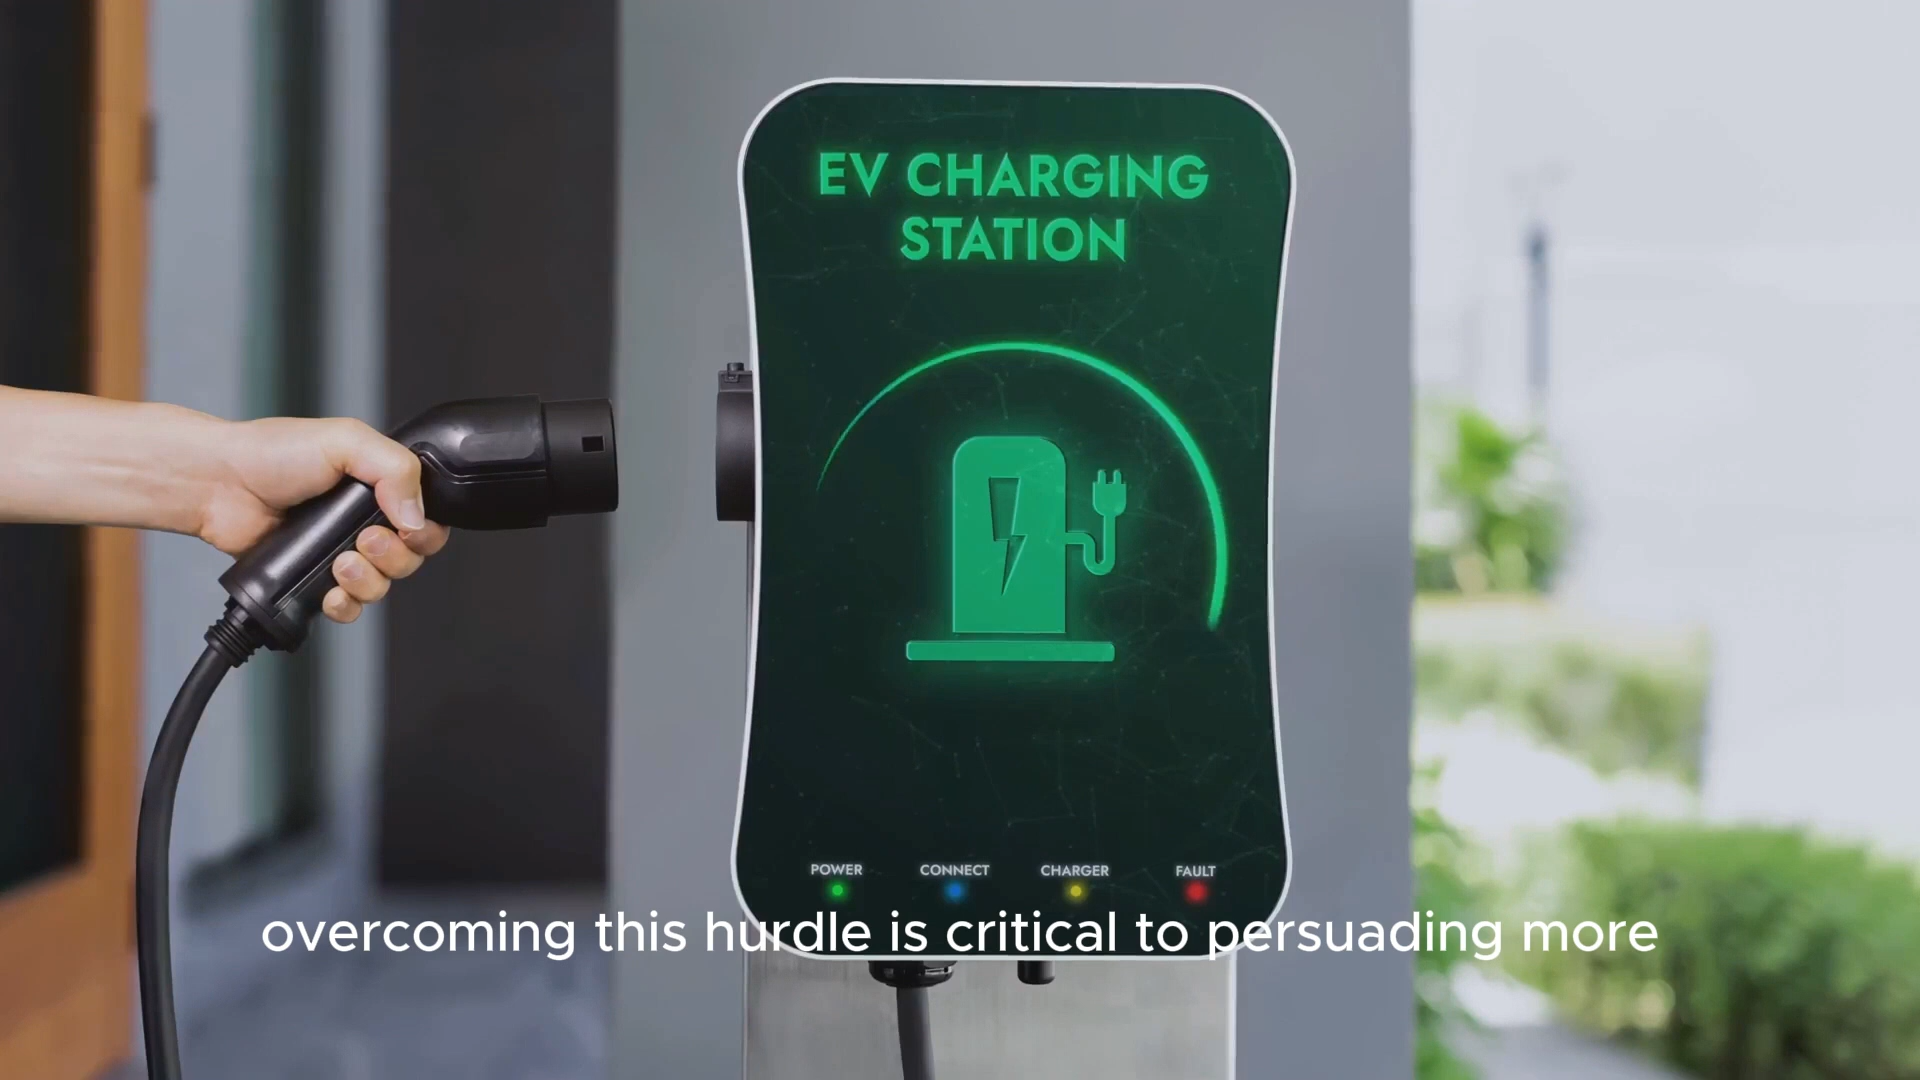 EV CHARGING
STATION
POWER
CONNECT
CHARGER
FAULT
overcoming this hurdle is critical to persuading more